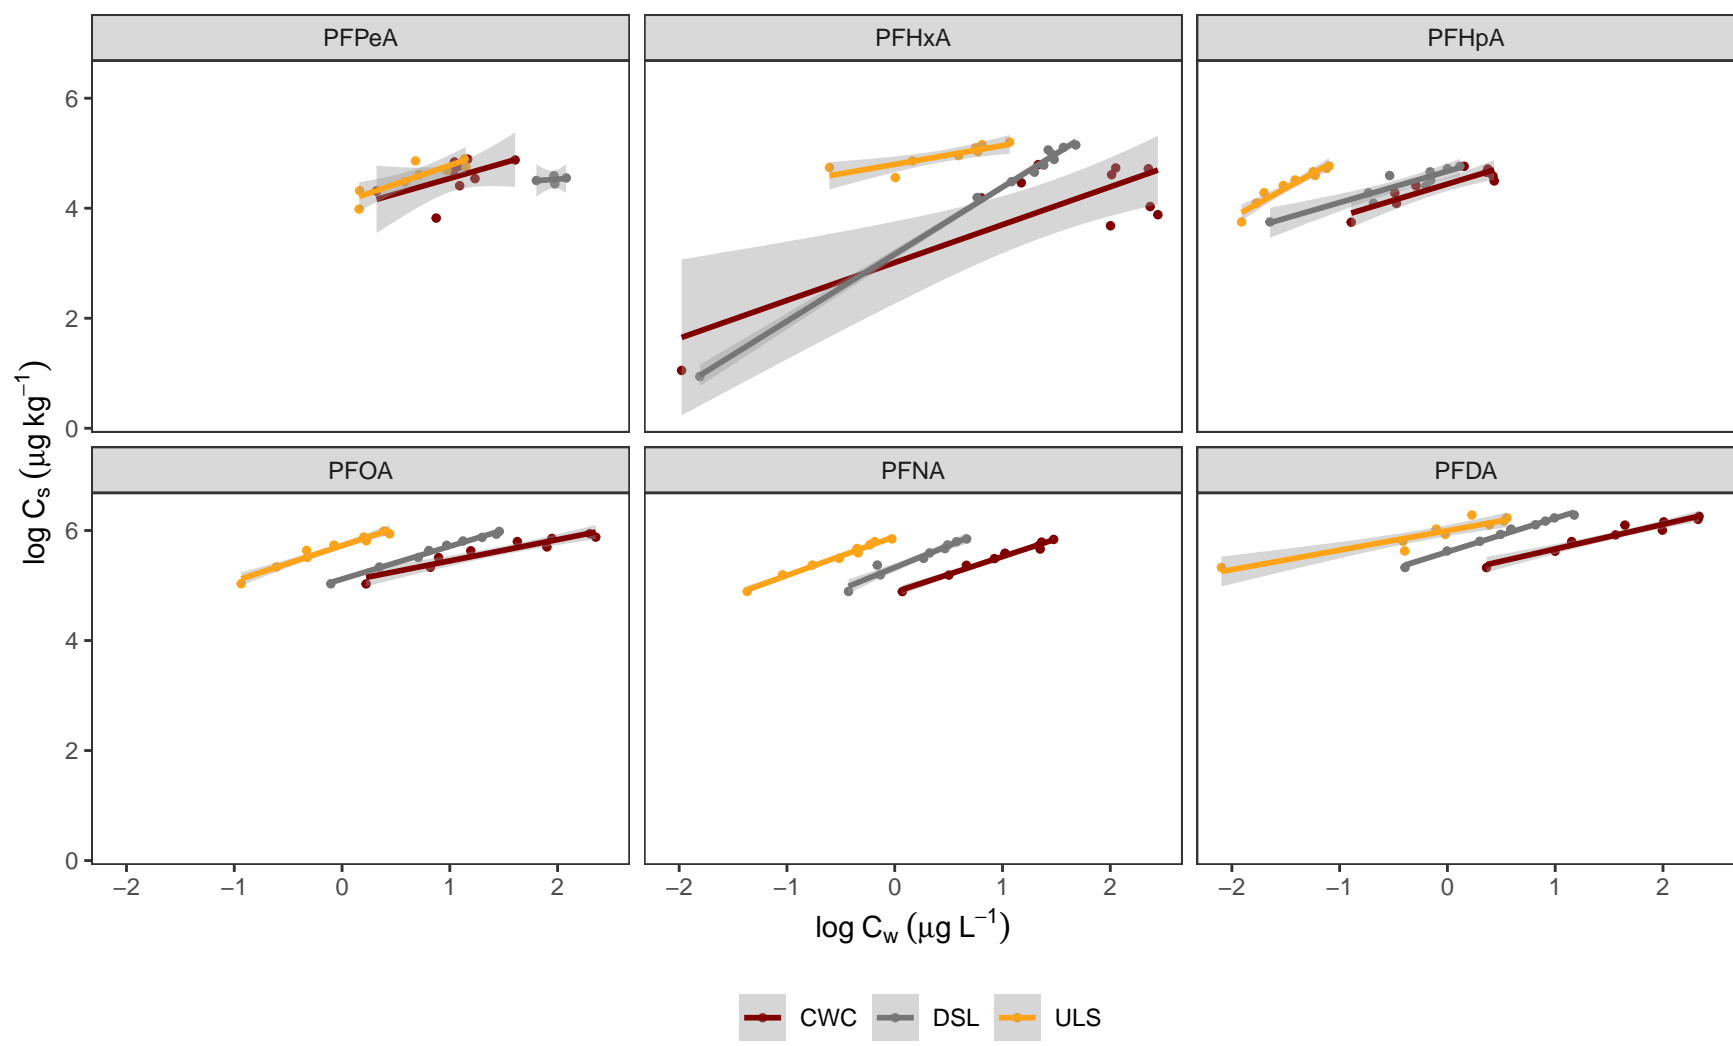 PFPeA PFHxA PFHpA
6
4
2
0
PFOA PFNA PFDA
6
4
2
0
−2 −1 0 1 2 −2 −1 0 1 2 −2 −1 0 1 2
log Cs (μg kg−1)
log Cw (μg L−1)
CWC DSL ULS